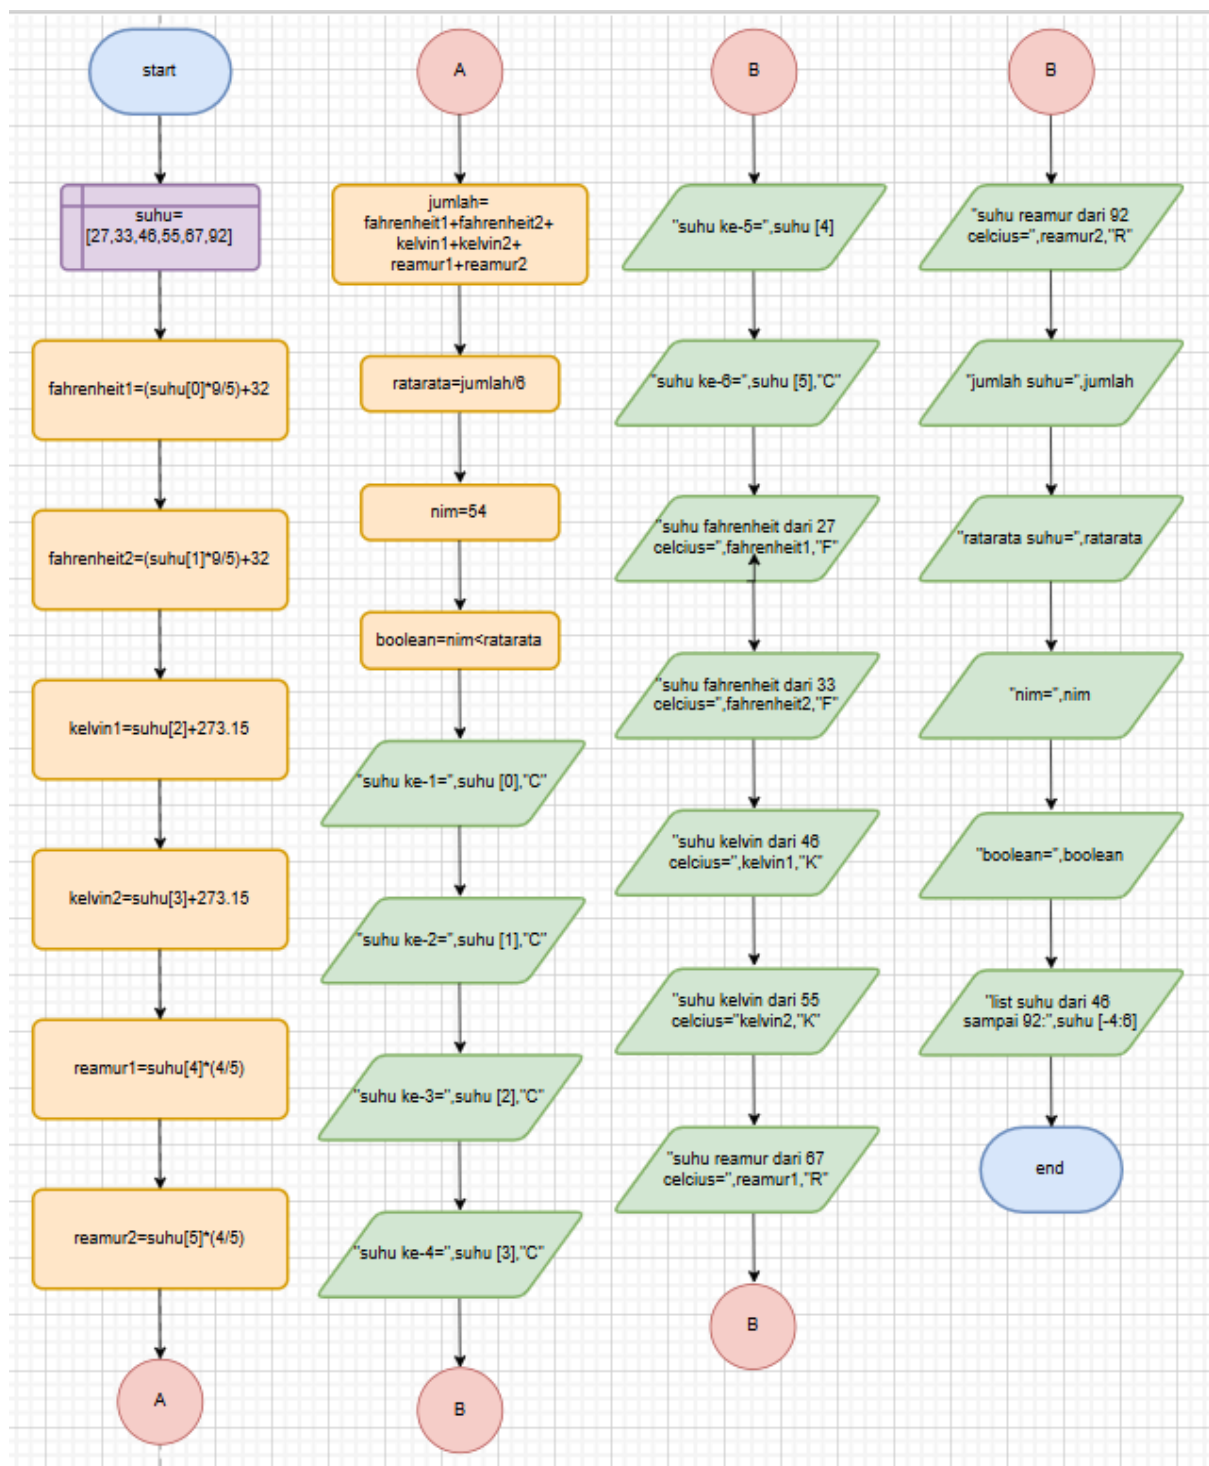 start
suhu=
[27,33,46,55,67,92]
fahrenheit1=(suhu[0]*9/5)+32
fahrenheit2=(suhu[1]*9/5)+32
kelvin1=suhu[2]+273.15
kelvin2=suhu[3]+273.15
reamur1=suhu[4]*(4/5)
reamur2=suhu[5]*(4/5)
A
A
jumlah=
fahrenheit1+fahrenheit2+
kelvin1+kelvin2+
reamur1+reamur2
ratarata=jumlah/6
nim=54
boolean=nim<ratarata
"suhu ke-1=",suhu [0],"C"
"suhu ke-2=",suhu [1],"C"
"suhu ke-3=",suhu [2],"C"
"suhu ke-4=",suhu [3],"C"
B
B
"suhu ke-5=",suhu [4]
"suhu ke-6=",suhu [5],"C"
"suhu fahrenheit dari 27
celcius=",fahrenheit1,"F"
"suhu fahrenheit dari 33
celcius=",fahrenheit2,"F"
"suhu kelvin dari 46
celcius=",kelvin1,"K"
"suhu kelvin dari 55
celcius="kelvin2,"K"
"suhu reamur dari 67
celcius=",reamur1,"R"
B
B
"suhu reamur dari 92
celcius=",reamur2,"R"
"jumlah suhu=",jumlah
"ratarata suhu=",ratarata
"nim=",nim
"boolean=",boolean
"list suhu dari 46
sampai 92:",suhu [-4:6]
end